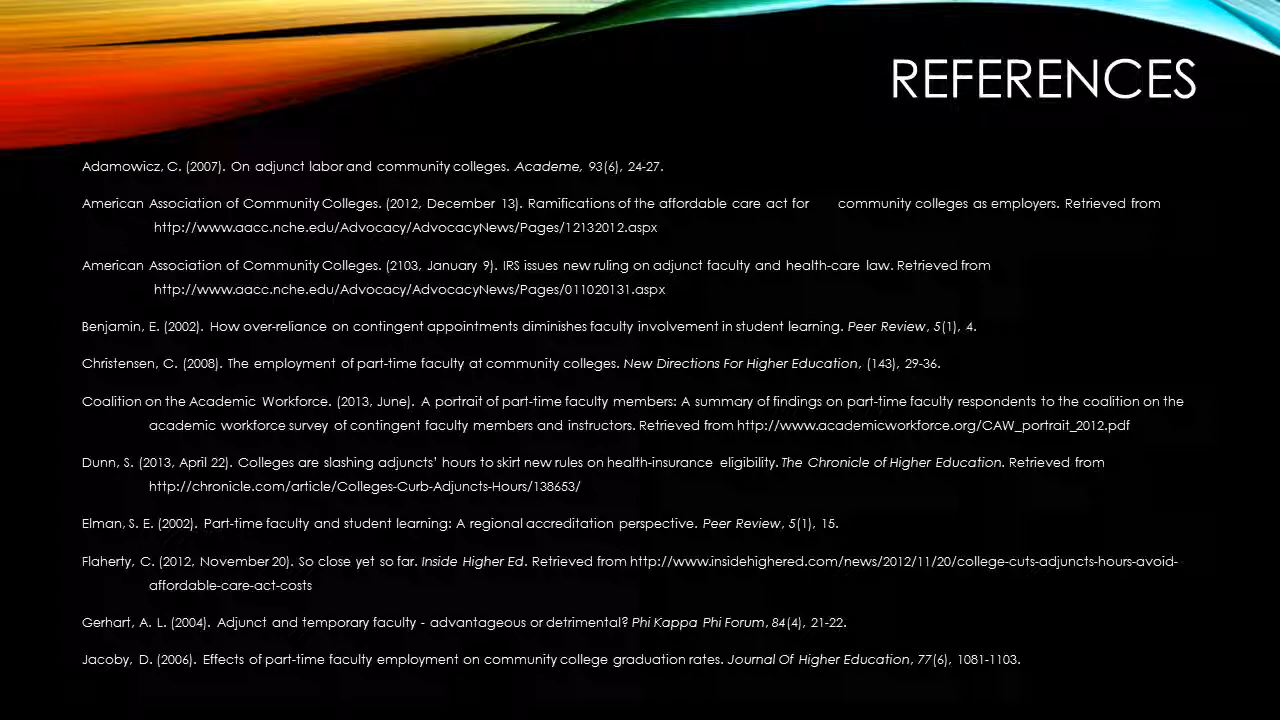 REFERENCES
Adamowicz, C. (2007). On adjunct labor and community colleges. Academe, 93(6), 24-27.
American Association of Community Colleges. (2012, December 13). Ramifications of the affordable care act for community colleges as employers. Retrieved from
http://www.aacc.nche.edu/Advocacy/AdvocacyNews/Pages/12132012.aspx
American Association of Community Colleges. (2103, January 9). IRS issues new ruling on adjunct faculty and health-care law. Retrieved from
http://www.aacc.nche.edu/Advocacy/AdvocacyNews/Pages/011020131.aspx
Benjamin, E. (2002). How over-reliance on contingent appointments diminishes faculty involvement in student learning. Peer Review, 5(1), 4.
Christensen, C. (2008). The employment of part-time faculty at community colleges. New Directions For Higher Education, (143), 29-36.
Coalition on the Academic Workforce. (2013, June). A portrait of part-time faculty members: A summary of findings on part-time faculty respondents to the coalition on the
academic workforce survey of contingent faculty members and instructors. Retrieved from http://www.academicworkforce.org/CAW_portrait_2012.pdf
Dunn, S. (2013, April 22). Colleges are slashing adjuncts' hours to skirt new rules on health-insurance eligibility. The Chronicle of Higher Education. Retrieved from
http://chronicle.com/article/Colleges-Curb-Adjuncts-Hours/138653/
Elman, S. E. (2002). Part-time faculty and student learning: A regional accreditation perspective. Peer Review, 5(1), 15.
Flaherty, C. (2012, November 20). So close yet so far. Inside Higher Ed. Retrieved from http://www.insidehighered.com/news/2012/11/20/college-cuts-adjuncts-hours-avoid-
affordable-care-act-costs
Gerhart, A. L. (2004). Adjunct and temporary faculty - advantageous or detrimental? Phi Kappa Phi Forum, 84(4), 21-22.
Jacoby, D. (2006). Effects of part-time faculty employment on community college graduation rates. Journal Of Higher Education, 77(6), 1081-1103.